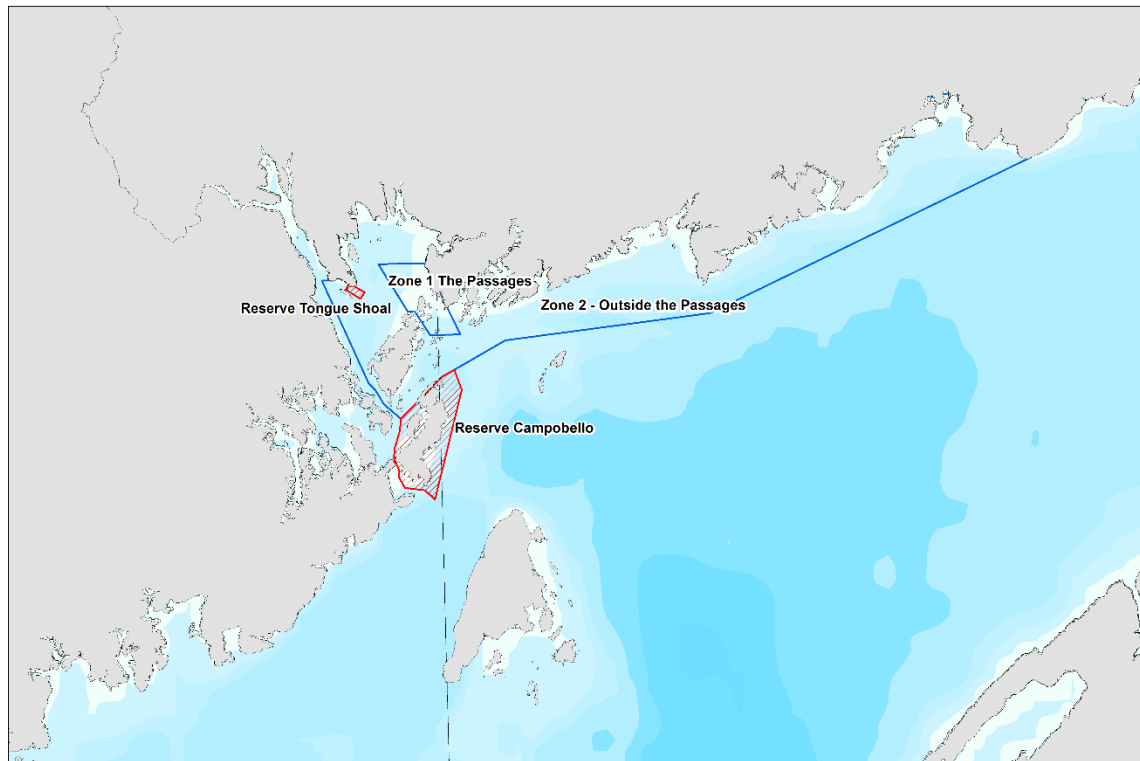 Zone 1 The Passages
Reserve Tongue Shoal
Zone 2 - Outside the Passages
Reserve Campobello